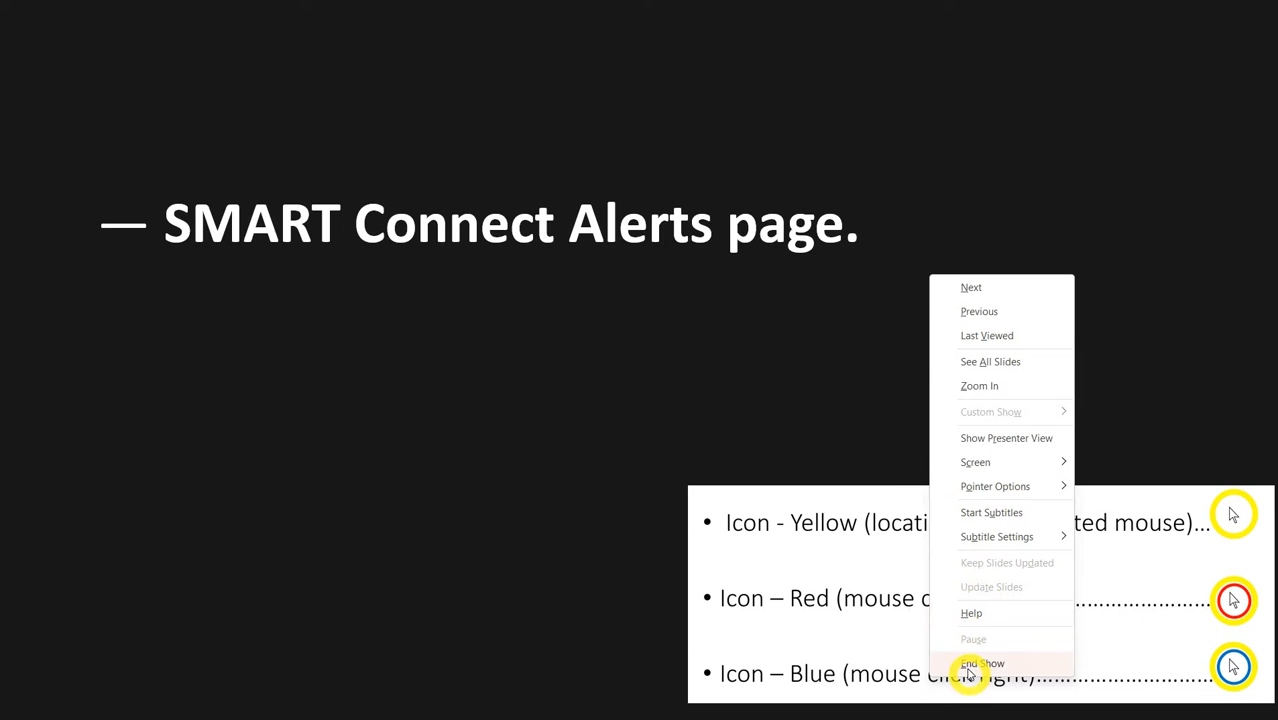 — SMART Connect Alerts page.
Next
Previous
Last Viewed
See All Slides
Zoom In
Custom Show
Show Presenter View
Screen
Pointer Options
Start Subtitles
Subtitle Settings
Keep Slides Updated
Update Slides
Help
Pause
End Show
• Icon - Yellow (locati ted mouse)...
• Icon – Red (mouse c ..................
• Icon – Blue (mouse click right)..............................